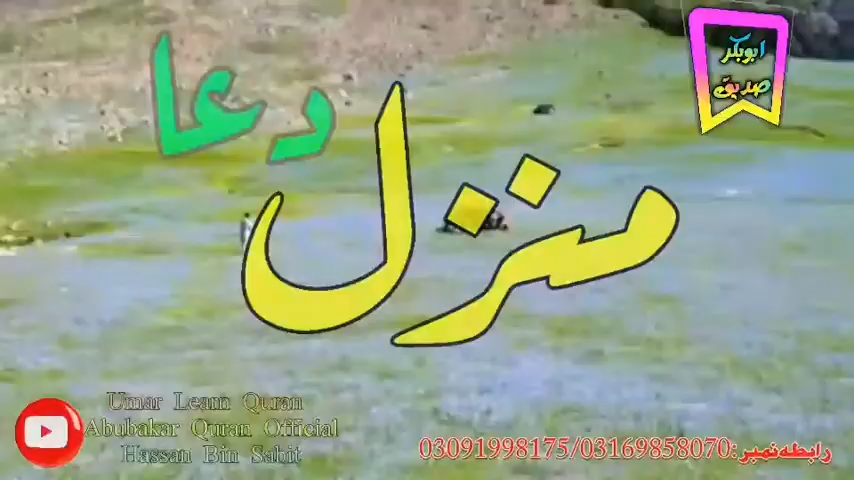 ابوبکر
صدیق
دعا
منزل
Umar Learn Quran
Abubakar Quran Official
Hassan Bin Sabit
رابطہ نمبر:03091998175/03169858070